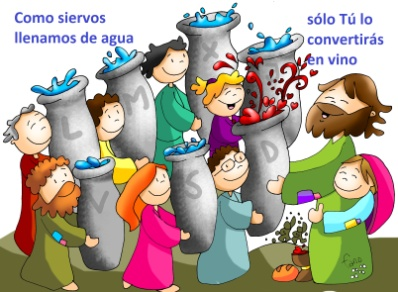 Como siervos
llenamos de agua
sólo Tú lo
convertirás
en vino
L M X
J V S D